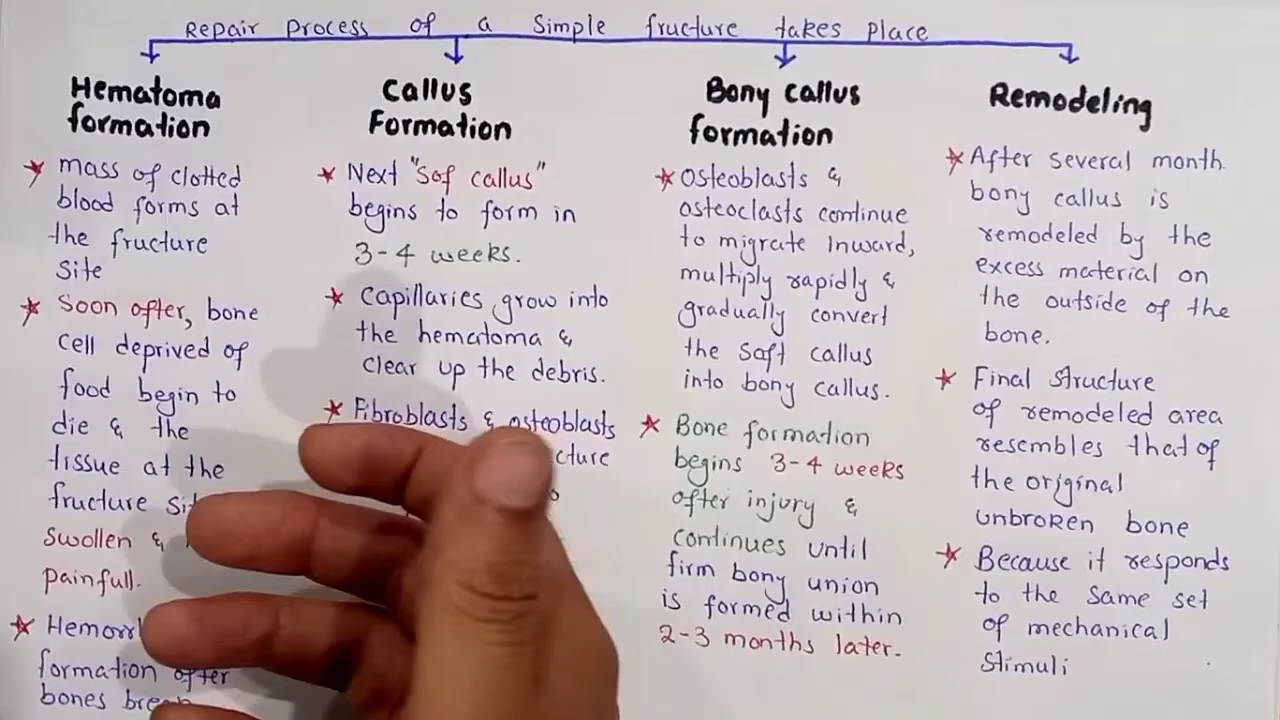 Repair Process of a Simple fructure takes place
Hematoma
formation
mass of clotted
blood forms at
the fructure
site
Soon after, bone
cell deprived of
food begin to
die & the
tissue at the
fructure
swollen &
painfull.
formation after
bones
Callus
Formation
Next "Sof callus"
begins to form in
3-4 weeks.
Capillaries grow into
the hematoma &
clear up the debris.
Fibroblasts & osteoblasts
Bony callus
formation
Osteoblasts &
osteoclasts continue
to migrate inward,
multiply rapidly &
gradually convert
the soft callus
into bony callus.
Bone formation
begins 3-4 weeks
after injury &
continues until
firm bony union
is formed within
2-3 months later.
Remodeling
After several month
bony callus is
remodeled by the
excess material on
the outside of the
bone.
Final structure
of remodeled area
resembles that of
the original
unbroken bone
Because it responds
to the same set
of mechanical
stimuli